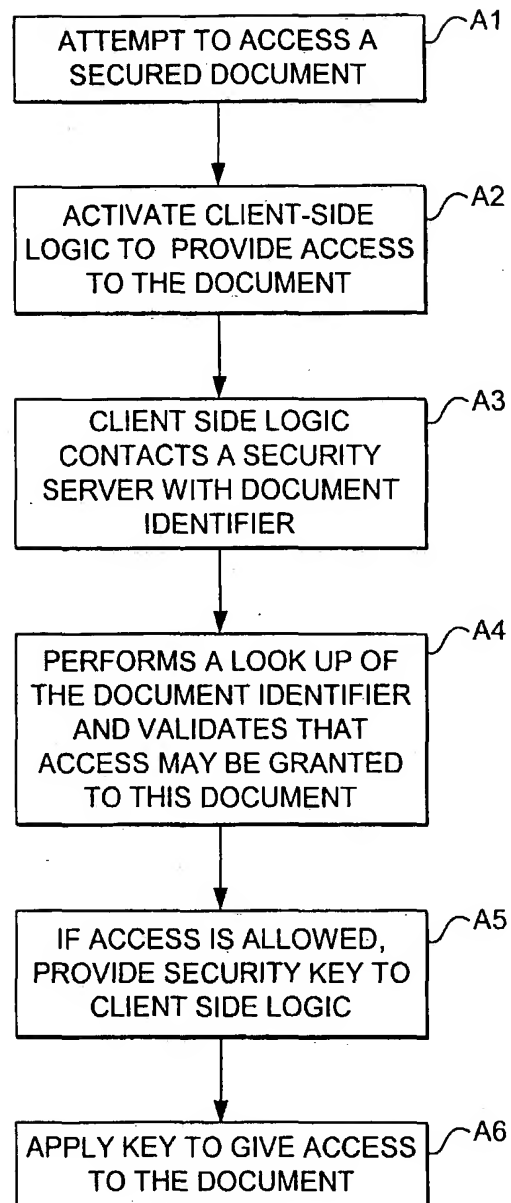 ATTEMPT TO ACCESS A
SECURED DOCUMENT
A1
ACTIVATE CLIENT-SIDE
LOGIC TO PROVIDE ACCESS
TO THE DOCUMENT
A2
CLIENT SIDE LOGIC
CONTACTS A SECURITY
SERVER WITH DOCUMENT
IDENTIFIER
A3
PERFORMS A LOOK UP OF
THE DOCUMENT IDENTIFIER
AND VALIDATES THAT
ACCESS MAY BE GRANTED
TO THIS DOCUMENT
A4
IF ACCESS IS ALLOWED,
PROVIDE SECURITY KEY TO
CLIENT SIDE LOGIC
A5
APPLY KEY TO GIVE ACCESS
TO THE DOCUMENT
A6